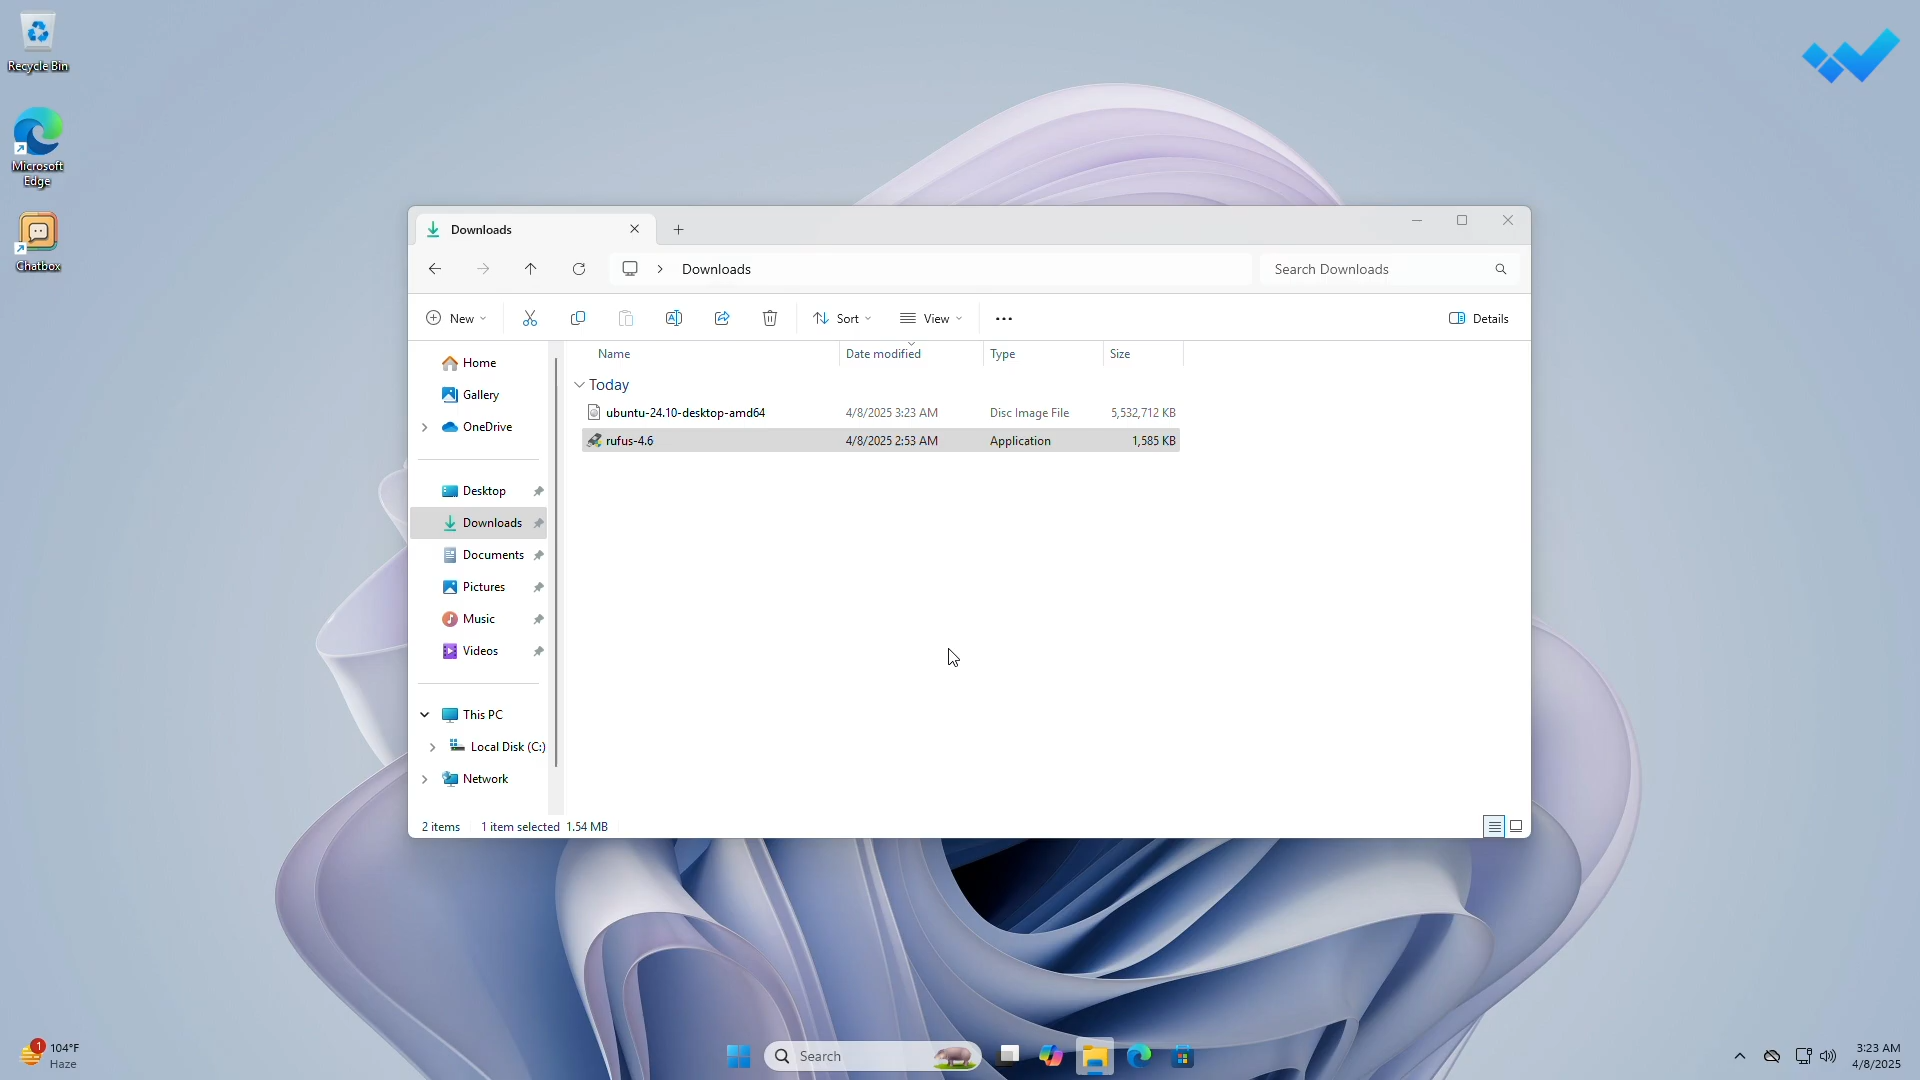 Recycle Bin
Microsoft
Edge
Chatbox
Downloads
Downloads
Search Downloads
New
Sort
View
Details
Home
Gallery
OneDrive
Desktop
Downloads
Documents
Pictures
Music
Videos
This PC
Local Disk (C:)
Network
Name Date modified Type Size
Today
ubuntu-24.10-desktop-amd64 4/8/2025 3:23 AM Disc Image File 5,532,712 KB
rufus-4.6 4/8/2025 2:53 AM Application 1,585 KB
2 items 1 item selected 1.54 MB
1
104°F
Haze
Search
3:23 AM
4/8/2025